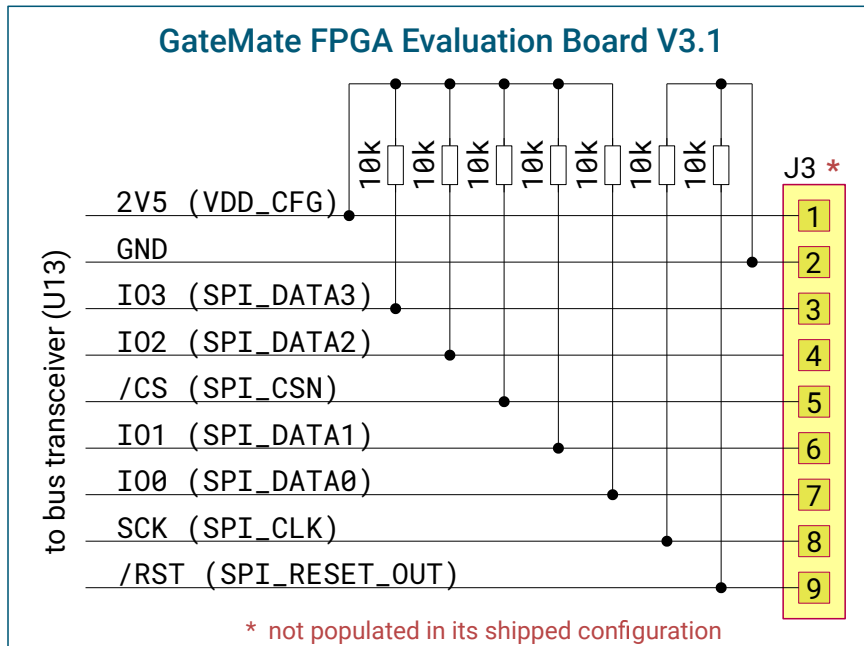 GateMate FPGA Evaluation Board V3.1
10k 10k 10k 10k 10k 10k 10k
J3 *
2V5 (VDD_CFG) 1
GND 2
IO3 (SPI_DATA3) 3
IO2 (SPI_DATA2) 4
/CS (SPI_CSN) 5
IO1 (SPI_DATA1) 6
IO0 (SPI_DATA0) 7
SCK (SPI_CLK) 8
/RST (SPI_RESET_OUT) 9
to bus transceiver (U13)
* not populated in its shipped configuration